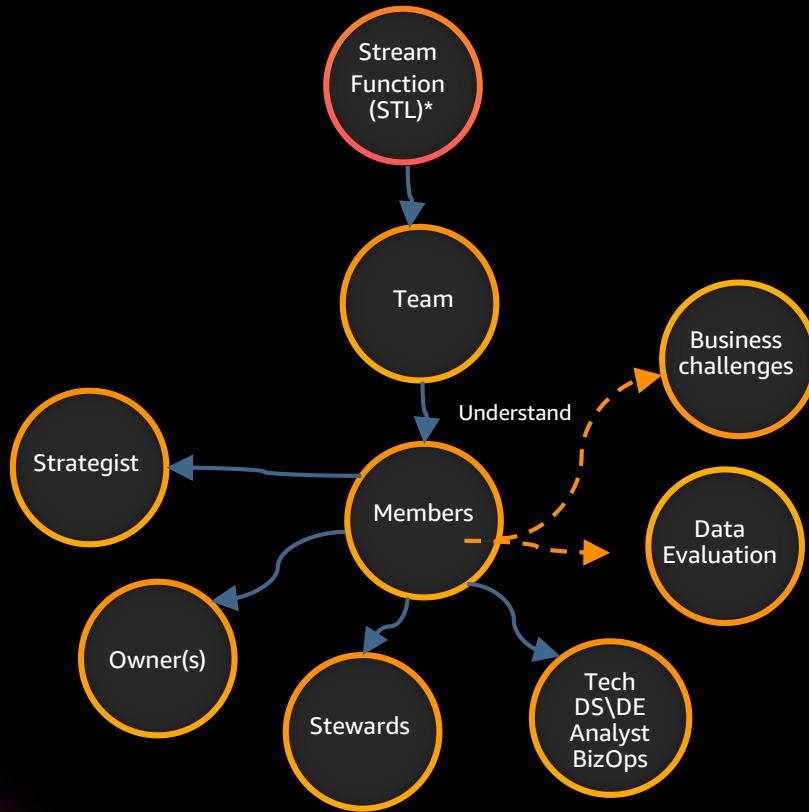 Stream
Function
(STL)*
Team
Business
challenges
Understand
Strategist
Members
Data
Evaluation
Owner(s)
Stewards
Tech
DS\DE
Analyst
BizOps